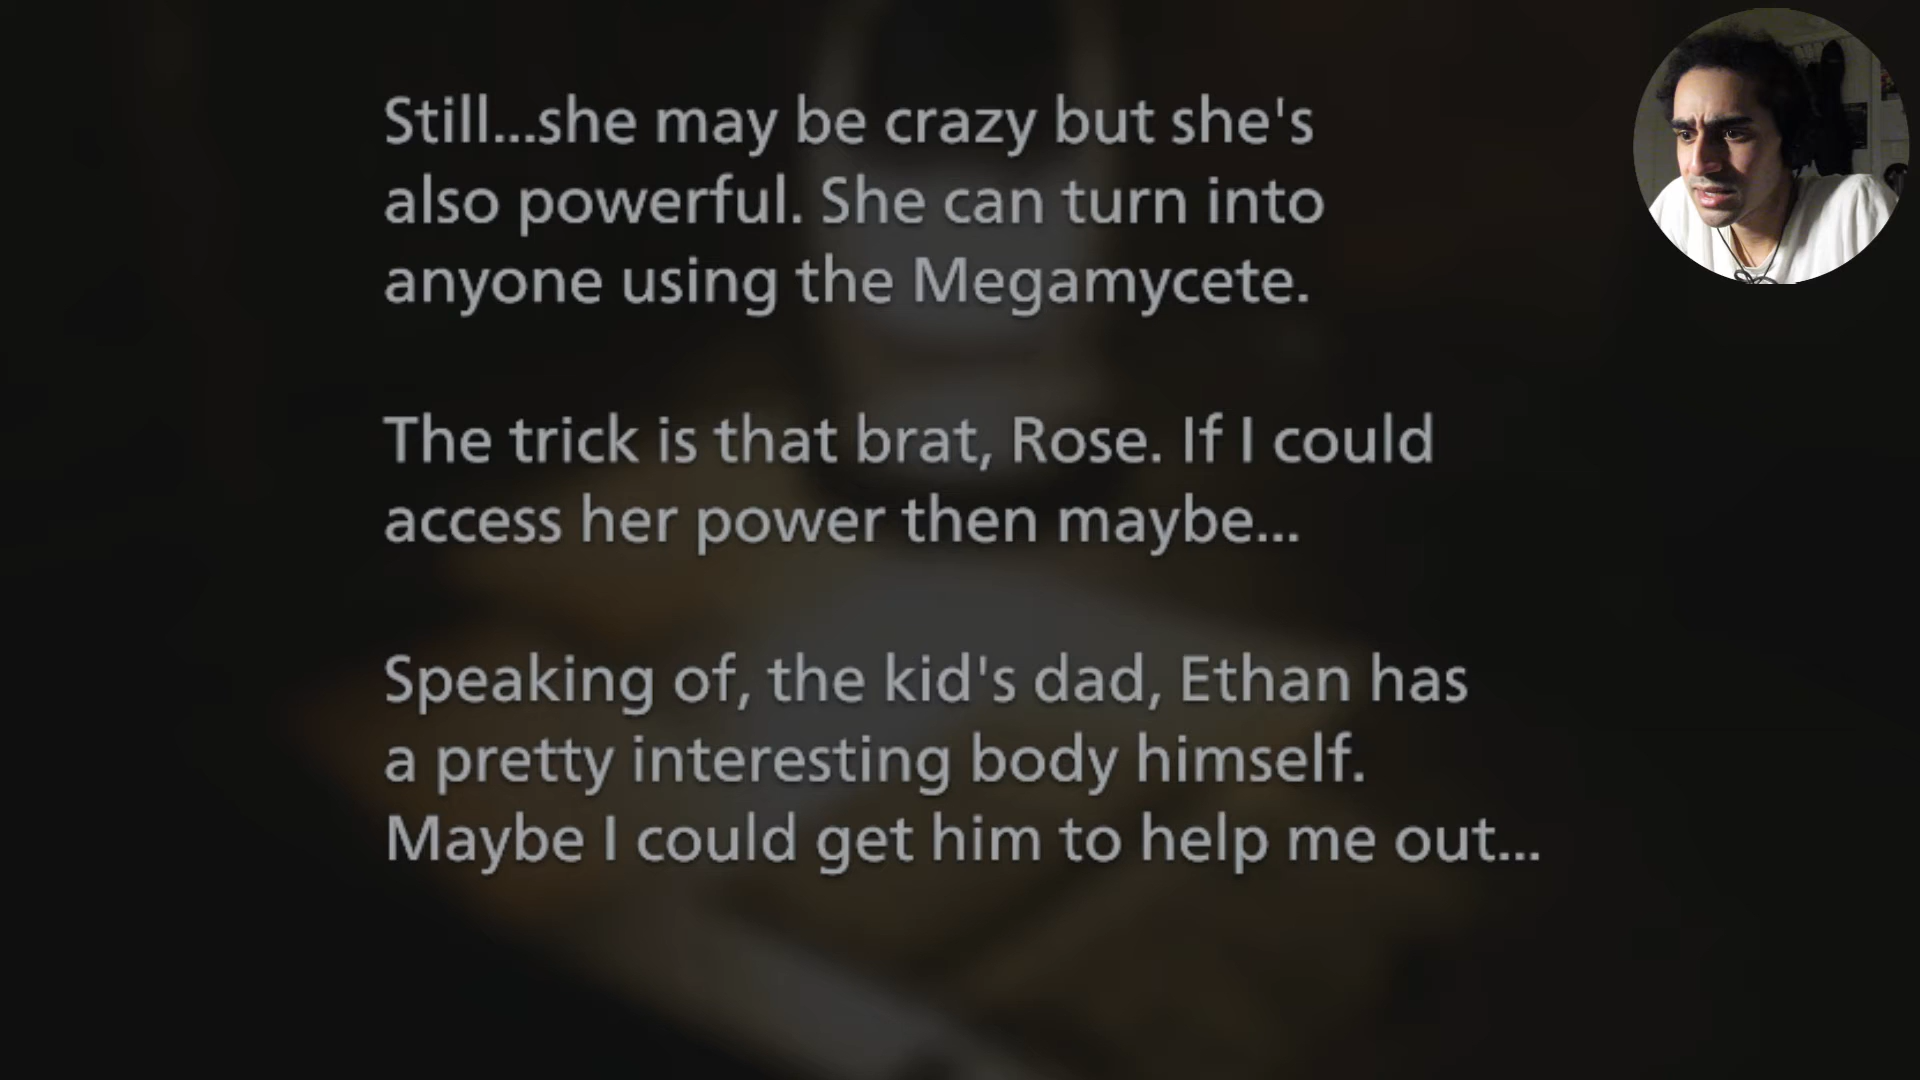 Still...she may be crazy but she's
also powerful. She can turn into
anyone using the Megamycete.
The trick is that brat, Rose. If I could
access her power then maybe...
Speaking of, the kid's dad, Ethan has
a pretty interesting body himself.
Maybe I could get him to help me out...